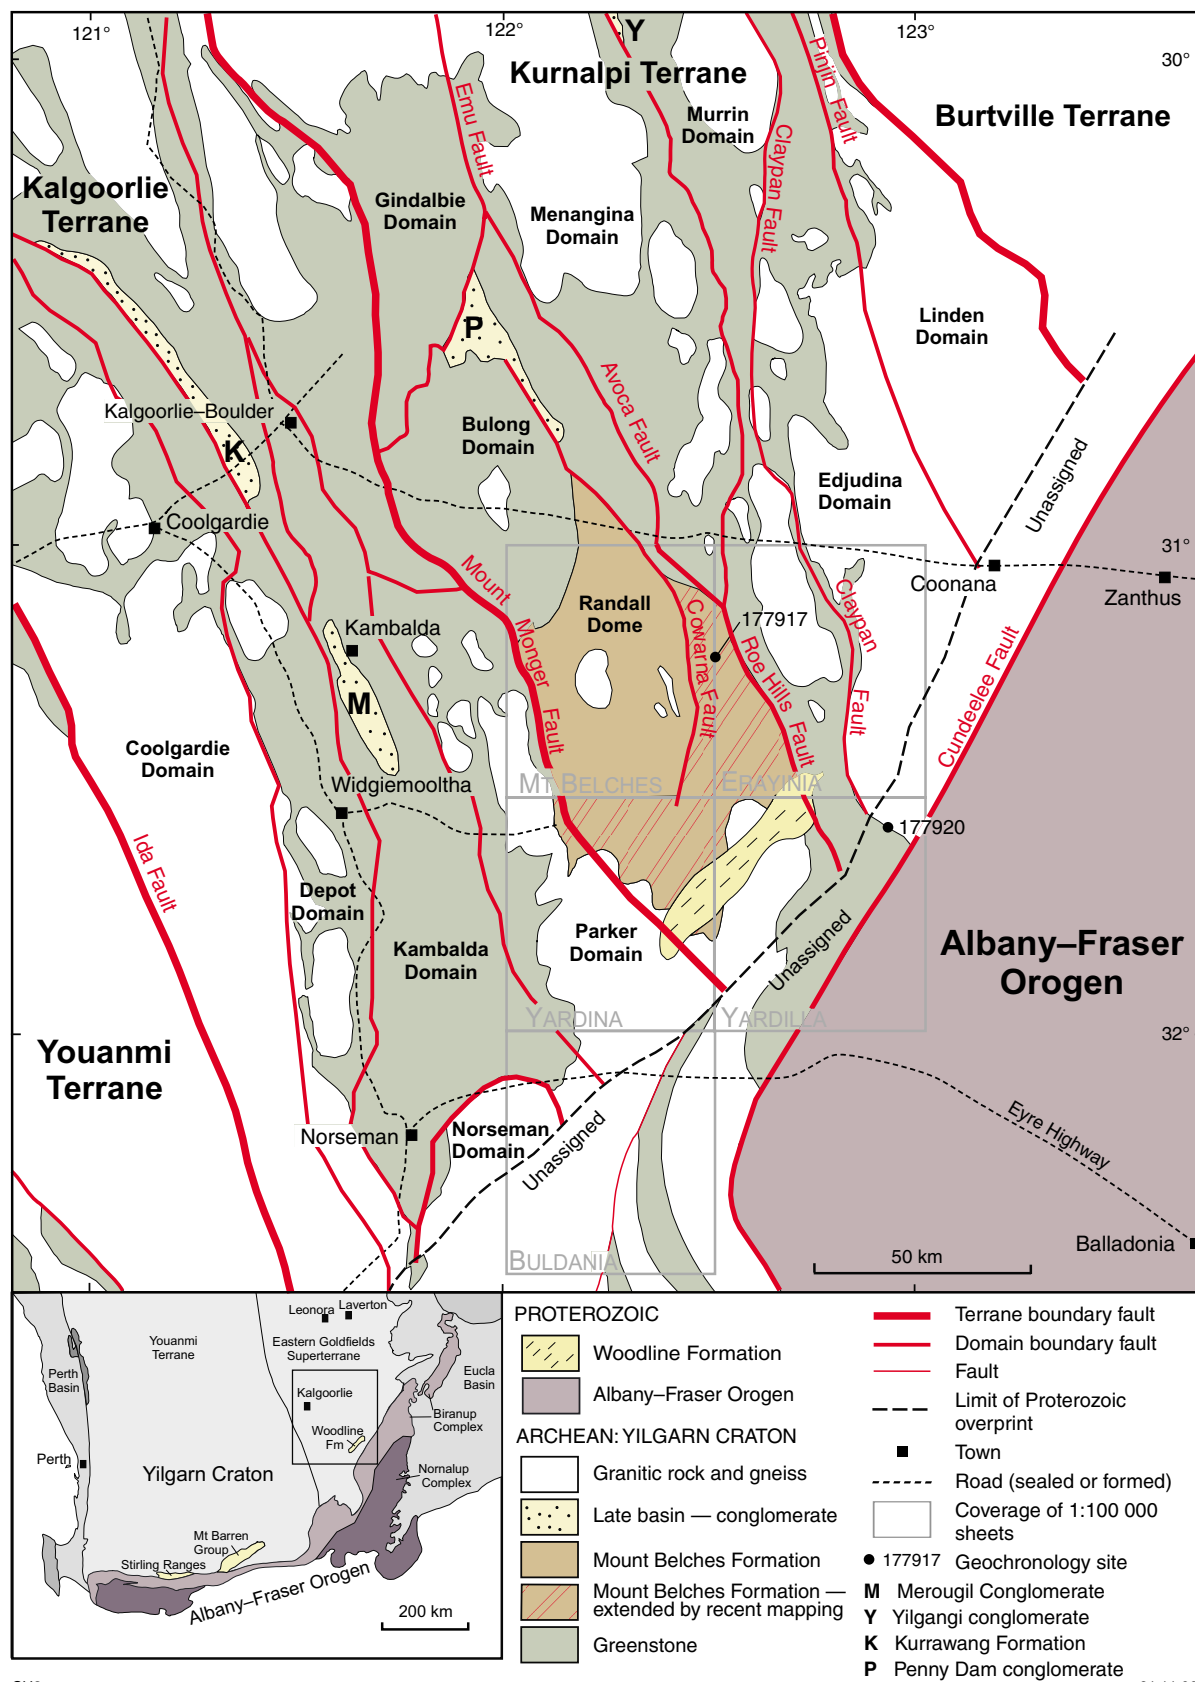 121°
122°
123°
30°
31°
32°
Y
Kurnalpi Terrane
Burtville Terrane
Murrin
Domain
Emu Fault
Claypan Fault
Pinjin Fault
Kalgoorlie
Terrane
Gindalbie
Domain
Menangina
Domain
Linden
Domain
P
Avoca Fault
Kalgoorlie–Boulder
K
Bulong
Domain
Edjudina
Domain
Unassigned
Coolgardie
Coonana
Zanthus
Mount
Monger
Fault
Randall
Dome
177917
Cowarna Fault
Roe Hills
Fault
Claypan
Fault
Cundeelee Fault
Kambalda
M
Coolgardie
Domain
Widgiemooltha
MT BELCHES
ERAYINIA
177920
Ida Fault
Depot
Domain
Kambalda
Domain
Parker
Domain
Unassigned
Albany–Fraser
Orogen
YARDINA
YARDILLA
Youanmi
Terrane
Norseman
Norseman
Domain
Unassigned
Eyre Highway
Balladonia
BULDANIA
50 km
Leonora
Laverton
Youanmi
Terrane
Eastern Goldfields
Superterrane
Perth
Basin
Eucla
Basin
Kalgoorlie
Biranup
Complex
Woodline
Fm
Perth
Yilgarn Craton
Nornalup
Complex
Mt Barren
Group
Stirling Ranges
Albany–Fraser Orogen
200 km
PROTEROZOIC
Woodline Formation
Albany–Fraser Orogen
ARCHEAN: YILGARN CRATON
Granitic rock and gneiss
Late basin — conglomerate
Mount Belches Formation
Mount Belches Formation —
extended by recent mapping
Greenstone
Terrane boundary fault
Domain boundary fault
Fault
Limit of Proterozoic
overprint
Town
Road (sealed or formed)
Coverage of 1:100 000
sheets
177917 Geochronology site
M Merougil Conglomerate
Y Yilgangi conglomerate
K Kurrawang Formation
P Penny Dam conglomerate